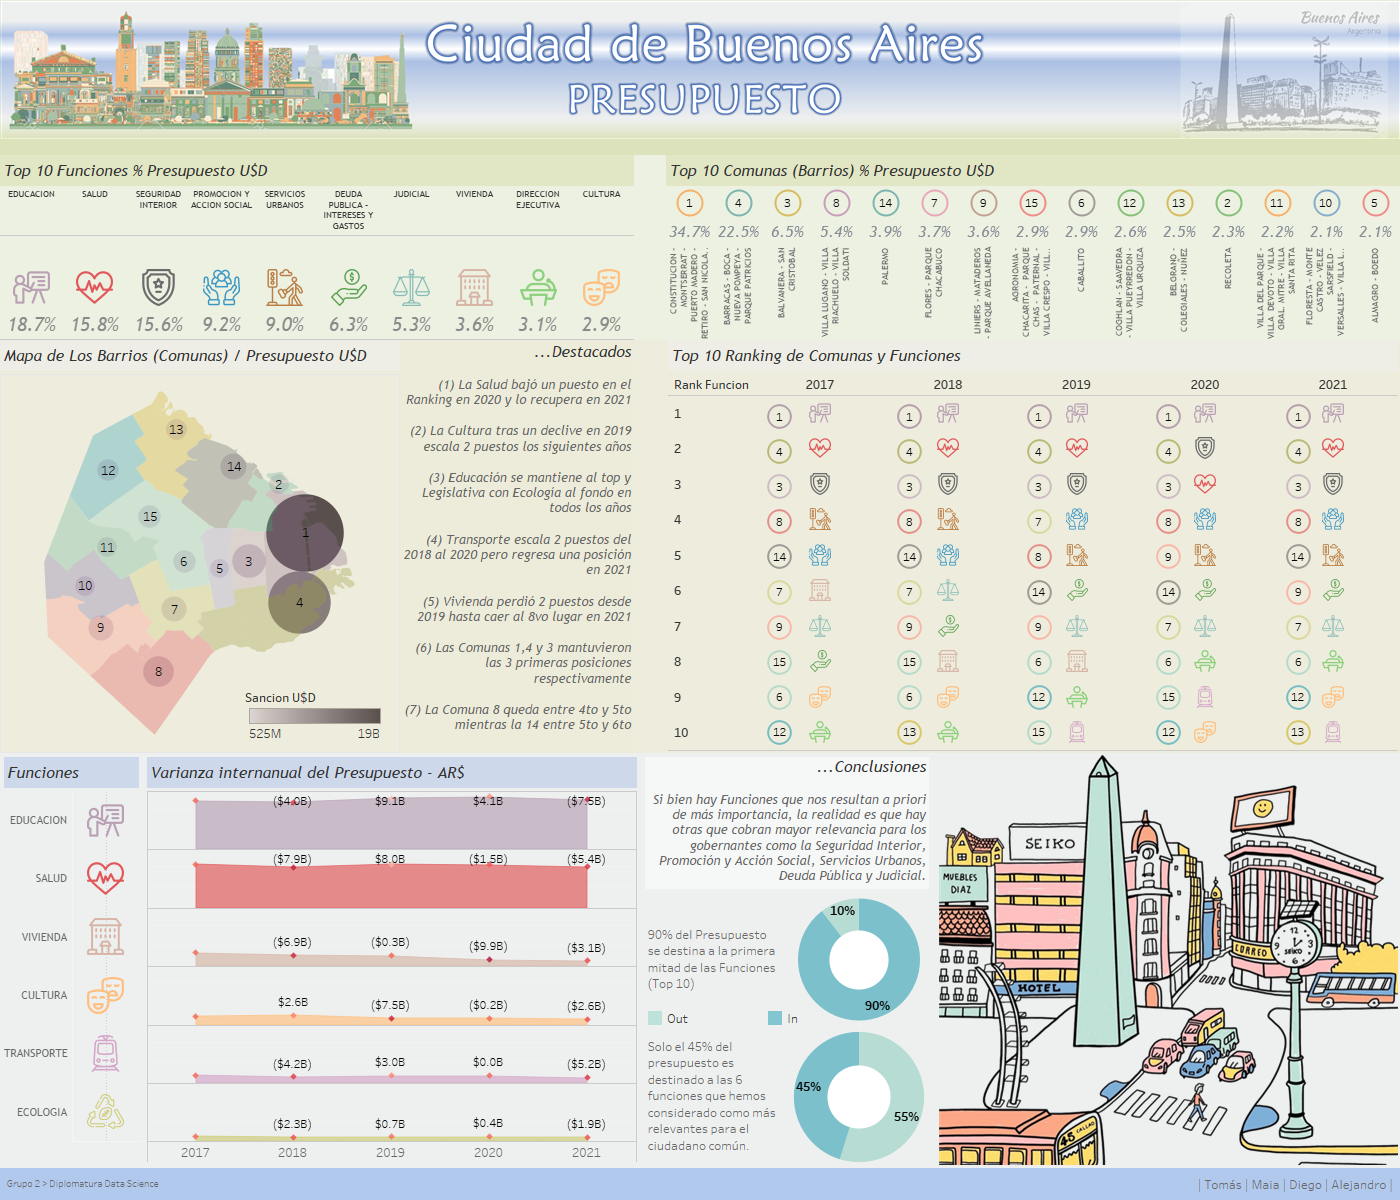 Ciudad de Buenos Aires
PRESUPUESTO
Buenos Aires
Argentina
Top 10 Funciones % Presupuesto U$D
EDUCACION
SALUD
SEGURIDAD
INTERIOR
PROMOCION Y
ACCION SOCIAL
SERVICIOS
URBANOS
DEUDA
PUBLICA -
INTERESES Y
GASTOS
JUDICIAL
VIVIENDA
DIRECCION
EJECUTIVA
CULTURA
18.7% 15.8% 15.6% 9.2% 9.0% 6.3% 5.3% 3.6% 3.1% 2.9%
Top 10 Comunas (Barrios) % Presupuesto U$D
1 4 3 8 14 7 9 15 6 12 13 2 11 10 5
34.7% 22.5% 6.5% 5.4% 3.9% 3.7% 3.6% 2.9% 2.9% 2.6% 2.5% 2.3% 2.2% 2.1% 2.1%
CONSTITUCION -
MONTSERRAT -
PUERTO MADERO -
RETIRO - SAN NICOLA..
BARRACAS - BOCA -
NUEVA POMPEYA -
PARQUE PATRICIOS
BALVANERA - SAN
CRISTOBAL
VILLA LUGANO - VILLA
RIACHUELO - VILLA
SOLDATI
PALERMO
FLORES - PARQUE
CHACABUCO
LINIERS - MATADEROS
- PARQUE AVELLANEDA
AGRONOMIA -
CHACARITA - PARQUE
CHAS - PATERNAL -
VILLA CRESPO - VILL..
CABALLITO
COGHLAN - SAAVEDRA
- VILLA PUEYRREDON -
VILLA URQUIZA
BELGRANO -
COLEGIALES - NUÑEZ
RECOLETA
VILLA DEL PARQUE -
VILLA DEVOTO - VILLA
GRAL. MITRE - VILLA
SANTA RITA
FLORESTA - MONTE
CASTRO - VELEZ
SARSFIELD -
VERSALLES - VILLA L..
ALMAGRO - BOEDO
Mapa de Los Barrios (Comunas) / Presupuesto U$D
13
14
12
2
15
1
11
6
5
3
10
4
7
9
8
Sancion U$D
525M 19B
...Destacados
(1) La Salud bajó un puesto en el
Ranking en 2020 y lo recupera en 2021
(2) La Cultura tras un declive en 2019
escala 2 puestos los siguientes años
(3) Educación se mantiene al top y
Legislativa con Ecología al fondo en
todos los años
(4) Transporte escala 2 puestos del
2018 al 2020 pero regresa una posición
en 2021
(5) Vivienda perdió 2 puestos desde
2019 hasta caer al 8vo lugar en 2021
(6) Las Comunas 1,4 y 3 mantuvieron
las 3 primeras posiciones
respectivamente
(7) La Comuna 8 queda entre 4to y 5to
mientras la 14 entre 5to y 6to
Top 10 Ranking de Comunas y Funciones
Rank Funcion 2017 2018 2019 2020 2021
1 1 1 1 1 1
2 4 4 4 4 4
3 3 3 3 3 3
4 8 8 7 8 8
5 14 14 8 9 14
6 7 7 14 14 9
7 9 9 9 7 7
8 15 15 6 6 6
9 6 6 12 15 12
10 12 13 15 12 13
Funciones
EDUCACION
SALUD
VIVIENDA
CULTURA
TRANSPORTE
ECOLOGIA
Varianza internanual del Presupuesto - AR$
($4.0B) $9.1B $4.1B ($7.5B)
($7.9B) $8.0B ($1.5B) ($5.4B)
($6.9B) ($0.3B) ($9.9B) ($3.1B)
$2.6B ($7.5B) ($0.2B) ($2.6B)
($4.2B) $3.0B $0.0B ($5.2B)
($2.3B) $0.7B $0.4B ($1.9B)
2017 2018 2019 2020 2021
...Conclusiones
Si bien hay Funciones que nos resultan a priori
de más importancia, la realidad es que hay
otras que cobran mayor relevancia para los
gobernantes como la Seguridad Interior,
Promoción y Acción Social, Servicios Urbanos,
Deuda Pública y Judicial.
90% del Presupuesto
se destina a la primera
mitad de las Funciones
(Top 10)
10%
90%
Out In
Solo el 45% del
presupuesto es
destinado a las 6
funciones que hemos
considerado como más
relevantes para el
ciudadano común.
45%
55%
SEIKO
MUEBLES
DIAZ
HOTEL
CORREO
12
9 3
SEIKO
6
45 CALLAO
Grupo 2 > Diplomatura Data Science
| Tomás | Maia | Diego | Alejandro |